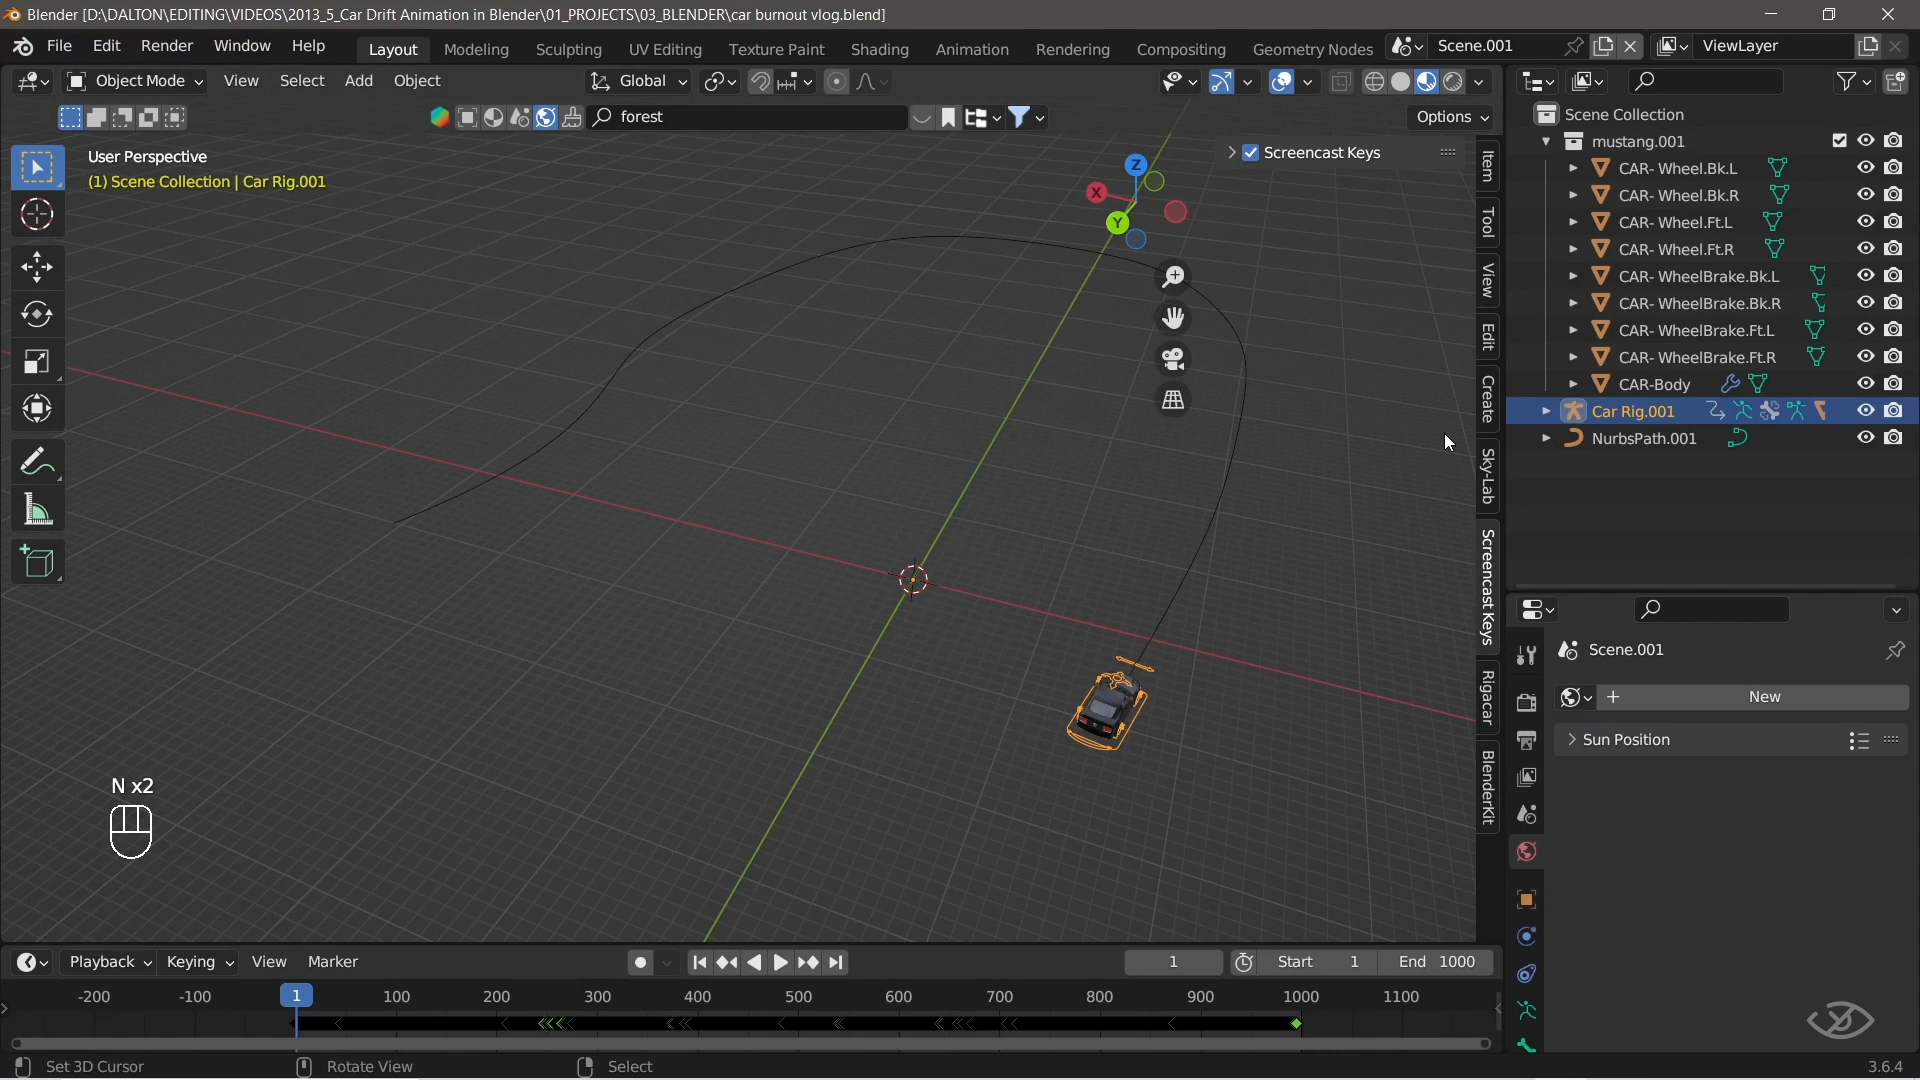 Blender [D:\DALTON\EDITING\VIDEOS\2013_5_Car Drift Animation in Blender\01_PROJECTS\03_BLENDER\car burnout vlog.blend]
File Edit Render Window Help Layout Modeling Sculpting UV Editing Texture Paint Shading Animation Rendering Compositing Geometry Nodes Scene.001 ViewLayer
Object Mode View Select Add Object Global
forest Options
User Perspective
(1) Scene Collection | Car Rig.001
Screencast Keys
Z
X
Y
Item
Tool
View
Edit
Create
Sky-Lab
Screencast Keys
Rigacar
BlenderKit
Scene Collection
mustang.001
CAR- Wheel.Bk.L
CAR- Wheel.Bk.R
CAR- Wheel.Ft.L
CAR- Wheel.Ft.R
CAR- WheelBrake.Bk.L
CAR- WheelBrake.Bk.R
CAR- WheelBrake.Ft.L
CAR- WheelBrake.Ft.R
CAR-Body
Car Rig.001
NurbsPath.001
Scene.001
New
Sun Position
N x2
Playback Keying View Marker 1 Start 1 End 1000
-200 -100 1 100 200 300 400 500 600 700 800 900 1000 1100
Set 3D Cursor Rotate View Select 3.6.4